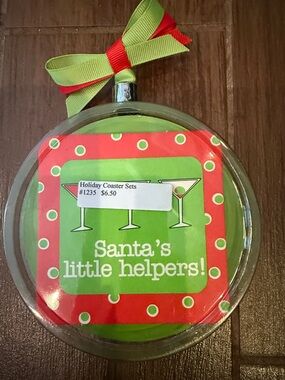 Holiday Coaster Sets
#1235 $6.50
Santa's
little helpers!